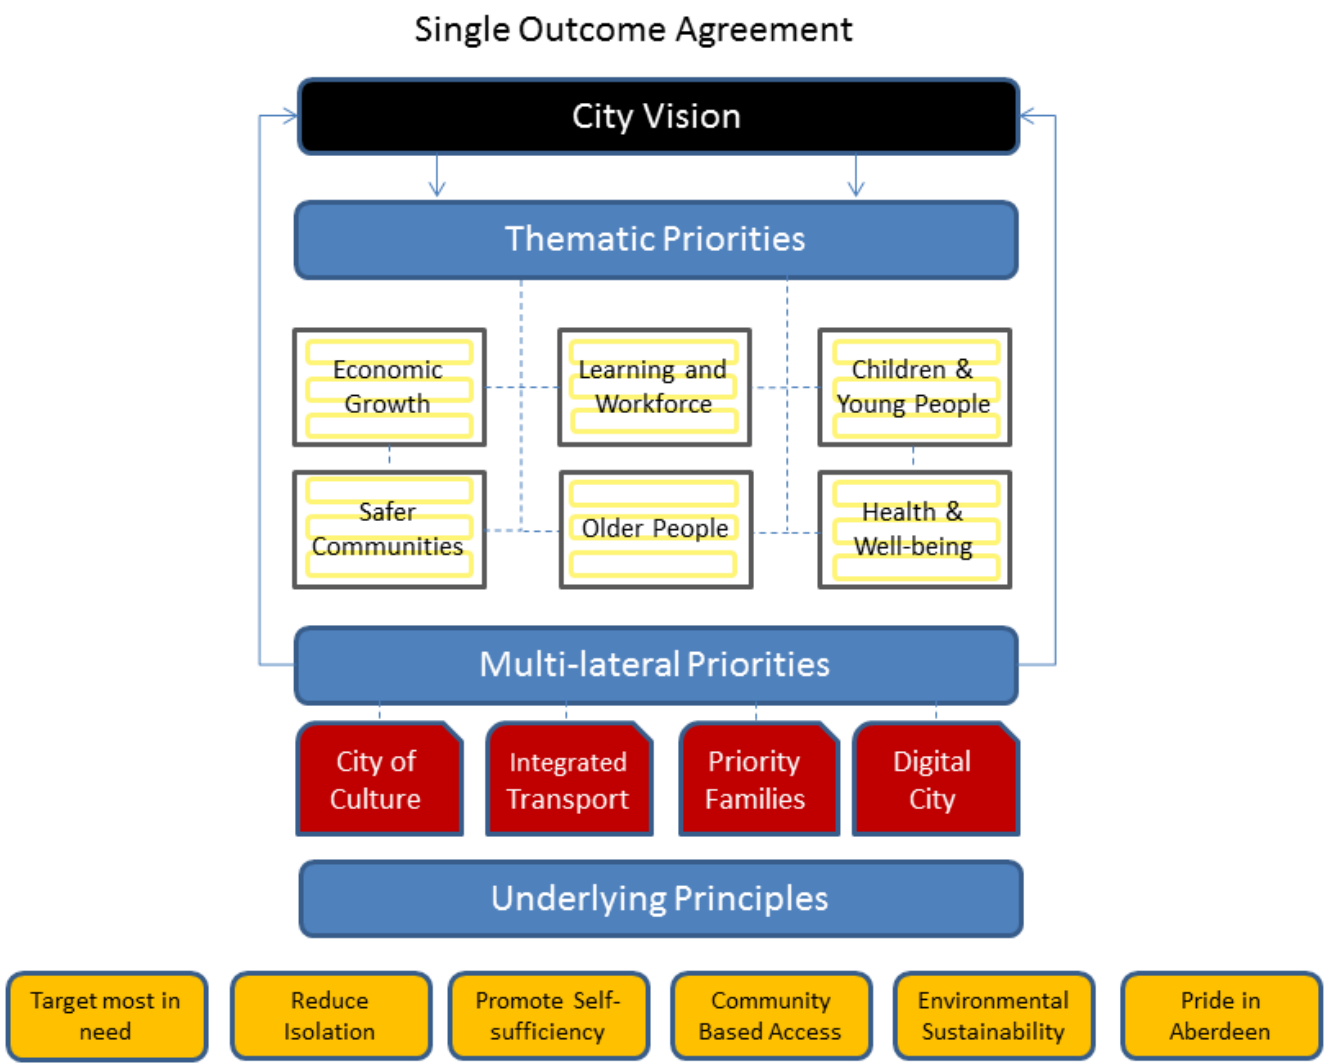 Single Outcome Agreement
City Vision
Thematic Priorities
Economic
Growth
Learning and
Workforce
Children &
Young People
Safer
Communities
Older People
Health &
Well-being
Multi-lateral Priorities
City of
Culture
Integrated
Transport
Priority
Families
Digital
City
Underlying Principles
Target most in
need
Reduce
Isolation
Promote Self-
sufficiency
Community
Based Access
Environmental
Sustainability
Pride in
Aberdeen